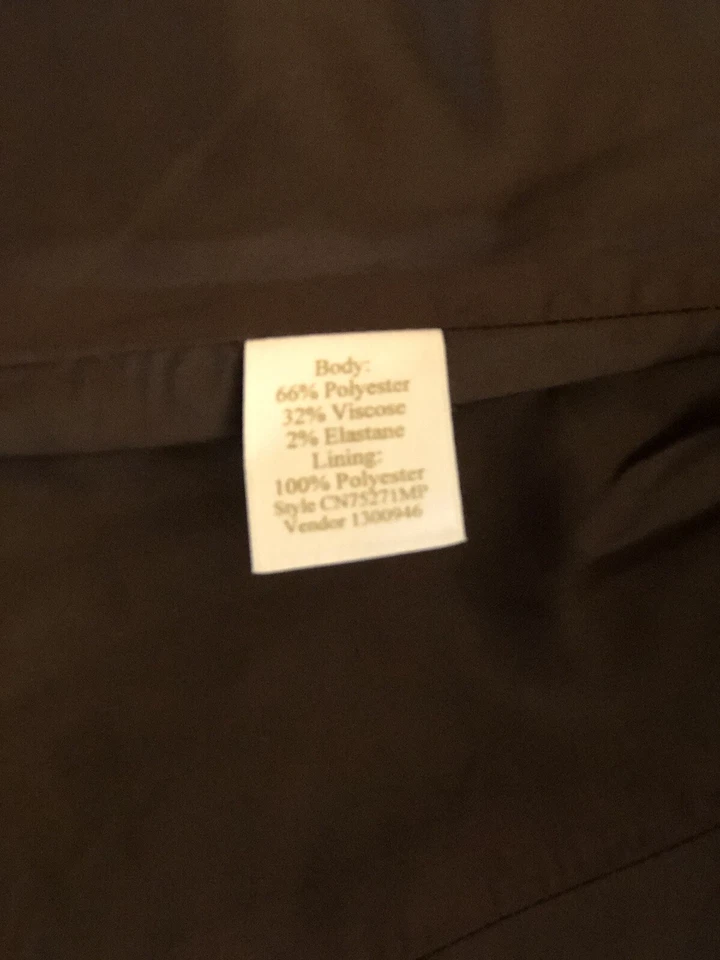 Body:
66% Polyester
32% Viscose
2% Elastane
Lining:
100% Polyester
Style CN75271MP
Vendor 1300946